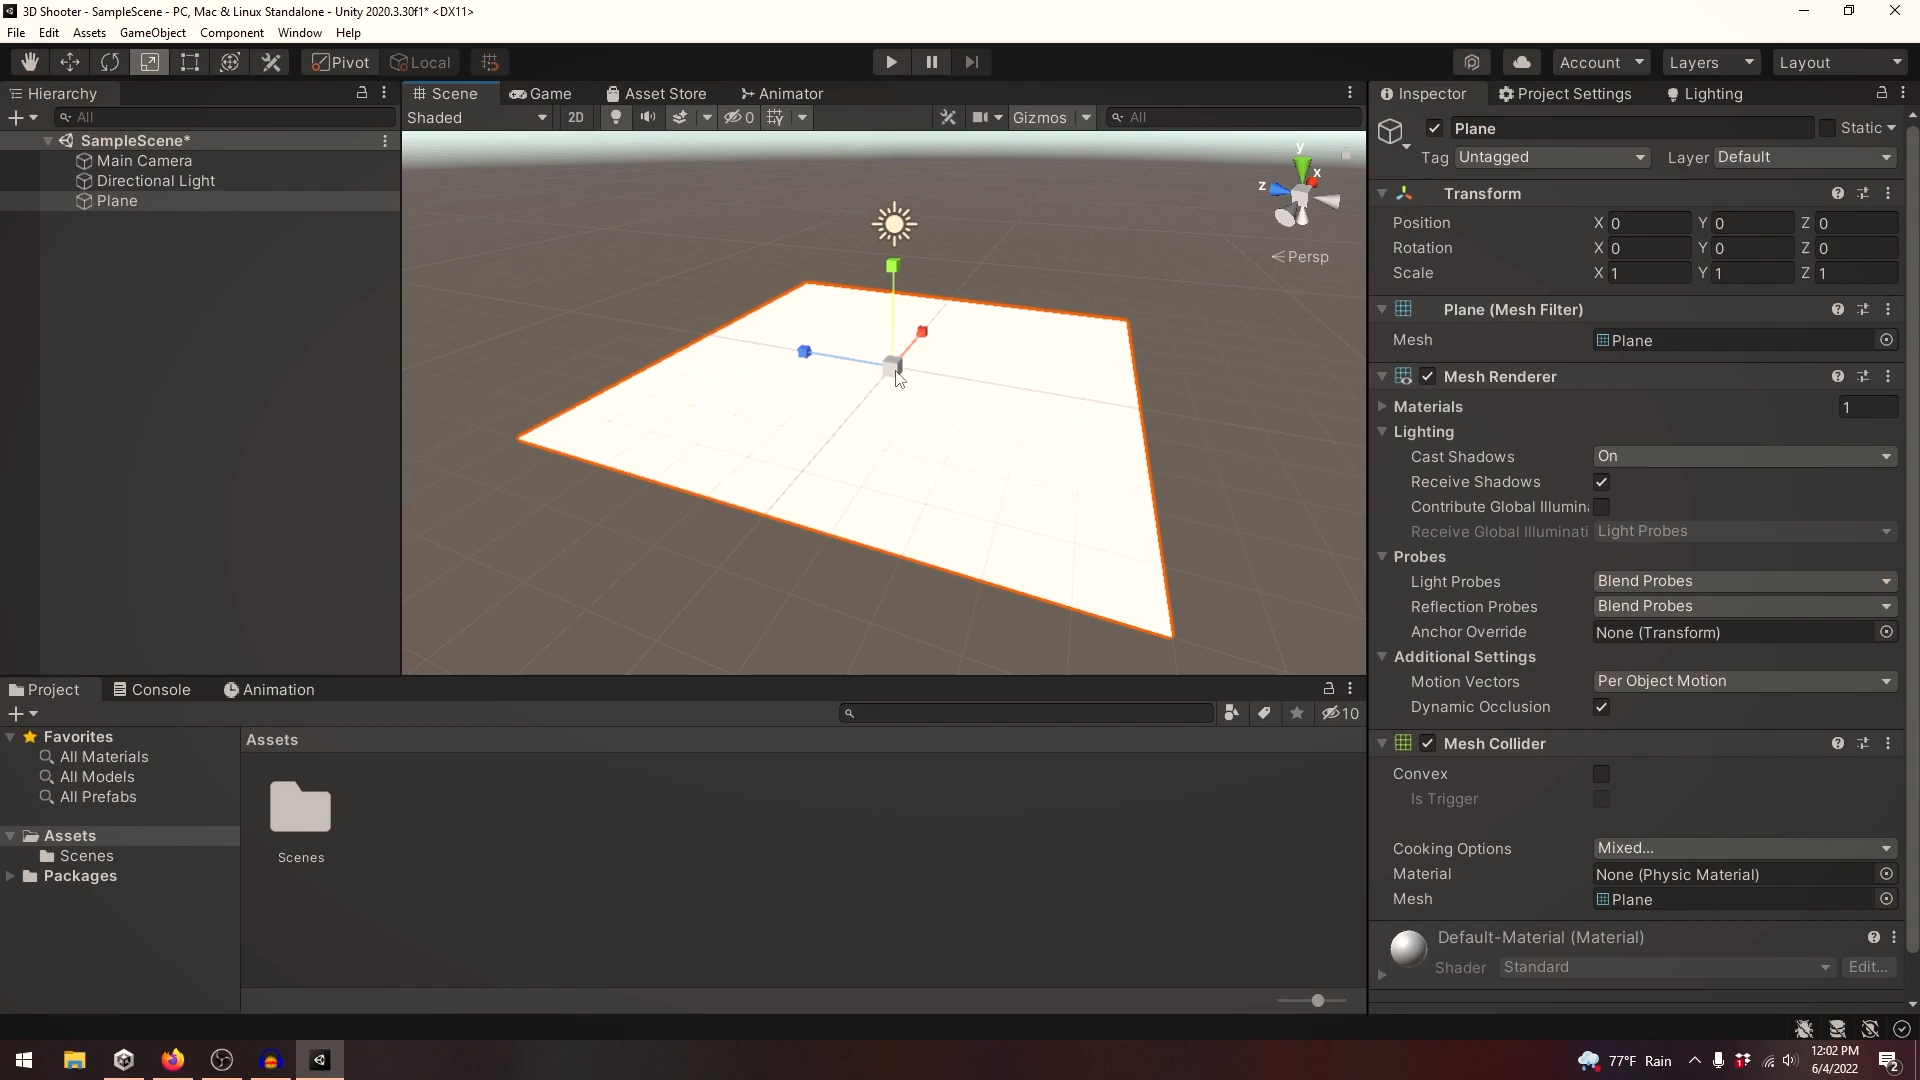 3D Shooter - SampleScene - PC, Mac & Linux Standalone - Unity 2020.3.30f1* <DX11>
File Edit Assets GameObject Component Window Help
Pivot Local Account Layers Layout
Hierarchy
All
SampleScene*
Main Camera
Directional Light
Plane
Scene Game Asset Store Animator
Shaded 2D 0 Gizmos All
y
x
z
Persp
Inspector Project Settings Lighting
Plane Static
Tag Untagged Layer Default
Transform
Position X 0 Y 0 Z 0
Rotation X 0 Y 0 Z 0
Scale X 1 Y 1 Z 1
Plane (Mesh Filter)
Mesh Plane
Mesh Renderer
Materials 1
Lighting
Cast Shadows On
Receive Shadows
Contribute Global Illumin
Receive Global Illuminati Light Probes
Probes
Light Probes Blend Probes
Reflection Probes Blend Probes
Anchor Override None (Transform)
Additional Settings
Motion Vectors Per Object Motion
Dynamic Occlusion
Mesh Collider
Convex
Is Trigger
Cooking Options Mixed...
Material None (Physic Material)
Mesh Plane
Default-Material (Material)
Shader Standard Edit...
Project Console Animation
10
Favorites
All Materials
All Models
All Prefabs
Assets
Scenes
Packages
Assets
Scenes
77°F Rain
12:02 PM
6/4/2022
2